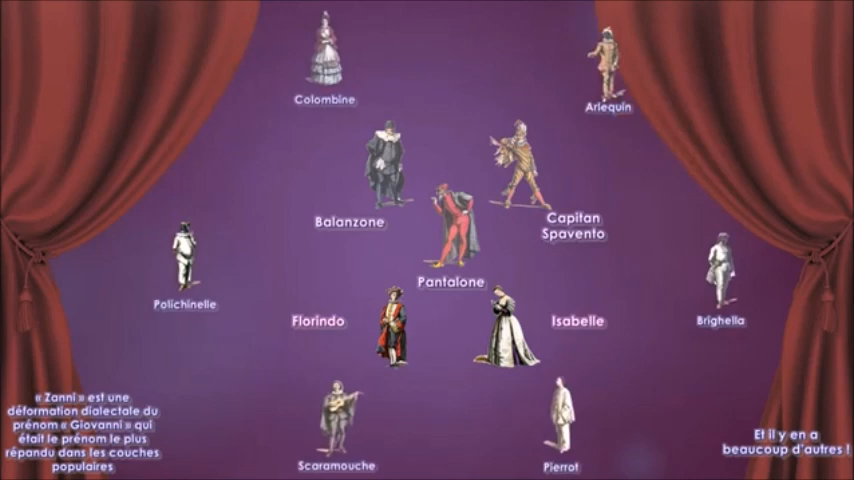 Colombine
Arlequin
Balanzone
Capitan
Spavento
Pantalone
Polichinelle
Brighella
Florindo
Isabelle
« Zanni » est une
déformation dialectale du
prénom « Giovanni » qui
était le prénom le plus
répandu dans les couches
populaires
Scaramouche
Pierrot
Et il y en a
beaucoup d'autres !